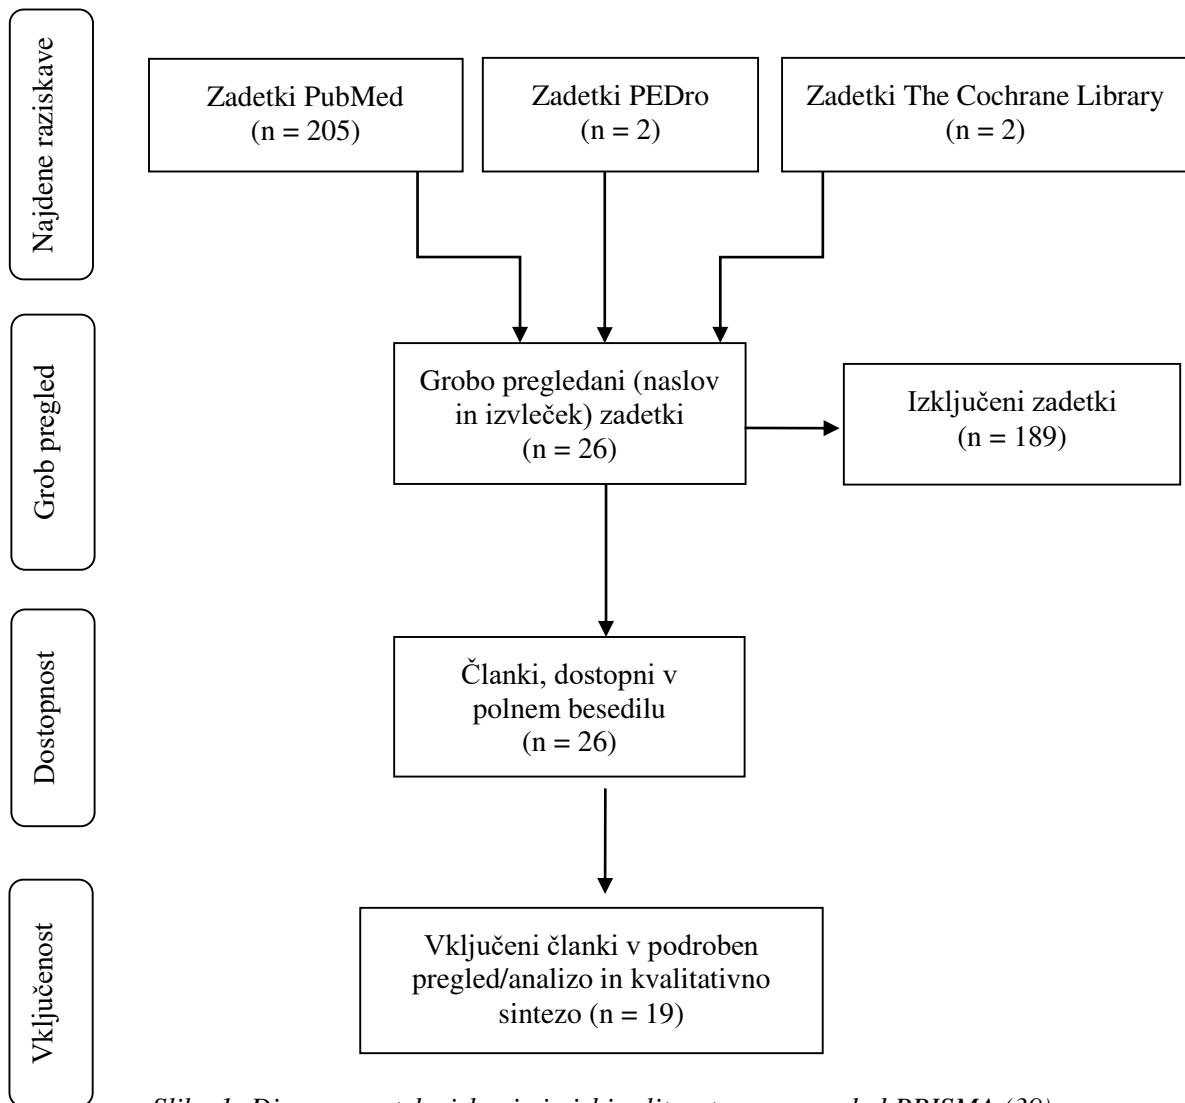 Najdene raziskave
Zadetki PubMed
(n = 205)
Zadetki PEDro
(n = 2)
Zadetki The Cochrane Library
(n = 2)
Grob pregled
Grobo pregledani (naslov
in izvleček) zadetki
(n = 26)
Izključeni zadetki
(n = 189)
Dostopnost
Članki, dostopni v
polnem besedilu
(n = 26)
Vključenost
Vključeni članki v podroben
pregled/analizo in kvalitativno
sintezo (n = 19)
PRISMA (30)